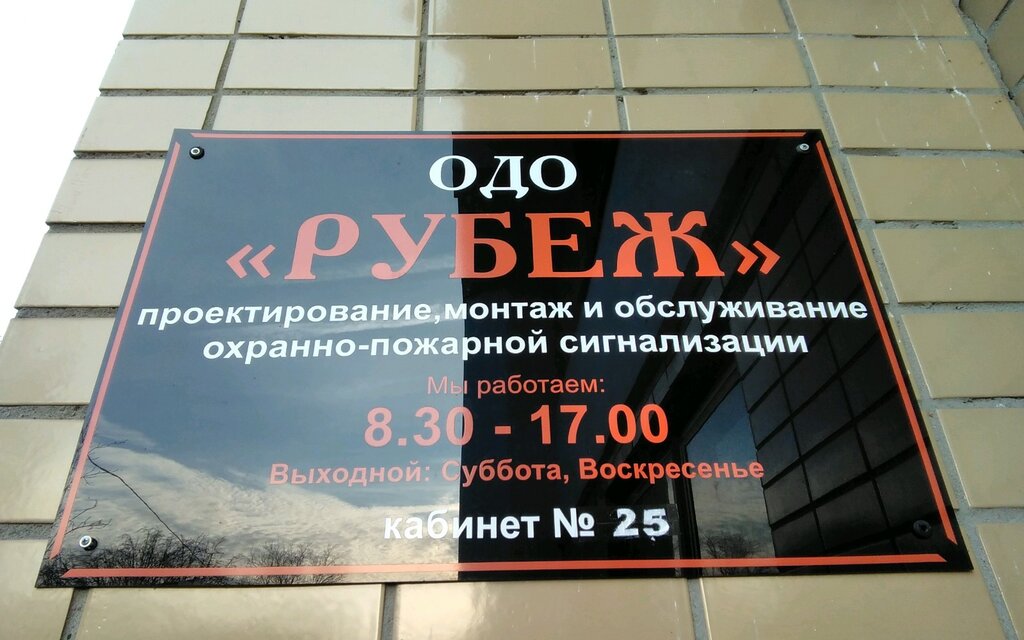 ОДО
«РУБЕЖ»
проектирование,монтаж и обслуживание
охранно-пожарной сигнализации
Мы работаем:
8.30 - 17.00
Выходной: Суббота, Воскресенье
кабинет № 25